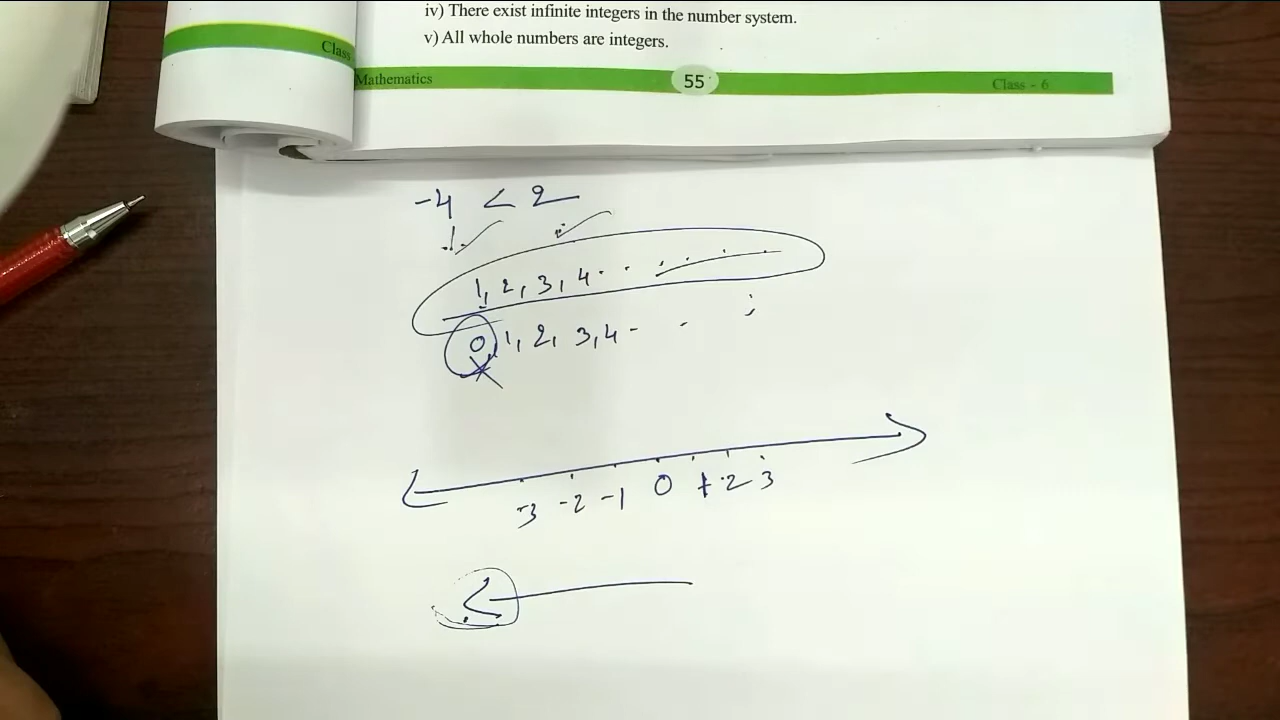 iv) There exist infinite integers in the number system.
v) All whole numbers are integers.
Class
Mathematics 55 Class - 6
-4 < 2
1, 2, 3, 4 . . . . . . .
0, 1, 2, 3, 4 - - ;
-3 -2 -1 0 1 2 3